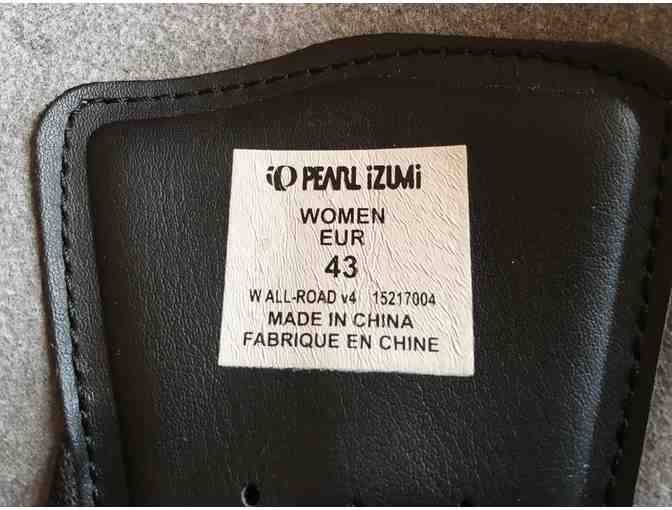 PEARL iZUMi
WOMEN
EUR
43
W ALL-ROAD v4 15217004
MADE IN CHINA
FABRIQUE EN CHINE